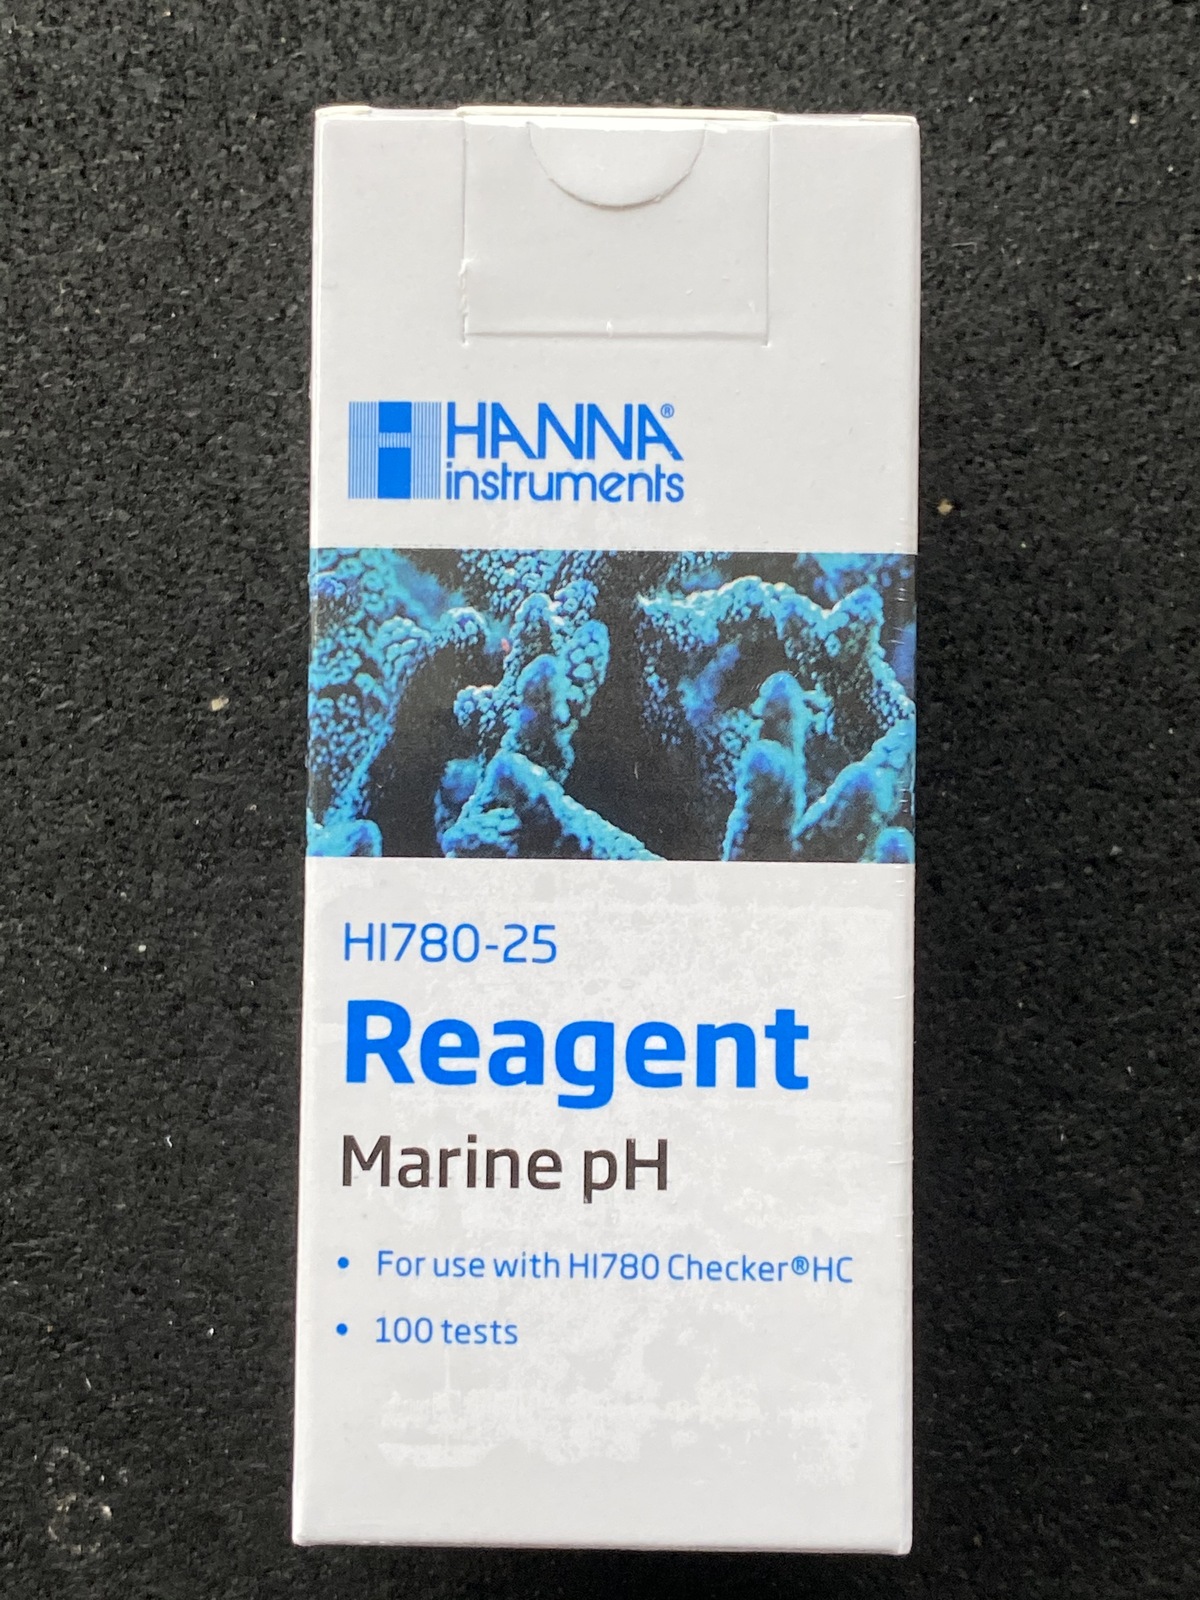 HANNA®
instruments
HI780-25
Reagent
Marine pH
• For use with HI780 Checker®HC
• 100 tests